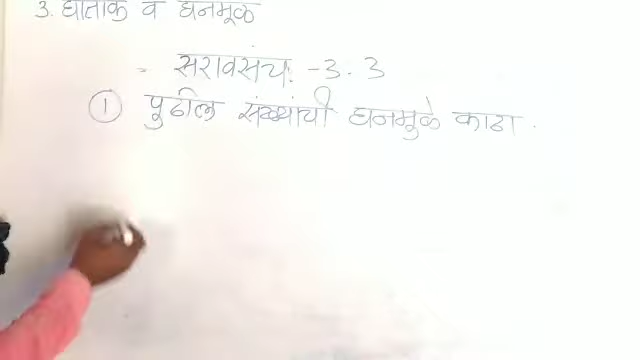 3. घातांक व घनमूळ
सरावसंच: - 3.3
① पुढील संख्यांची घनमुळे काढा.